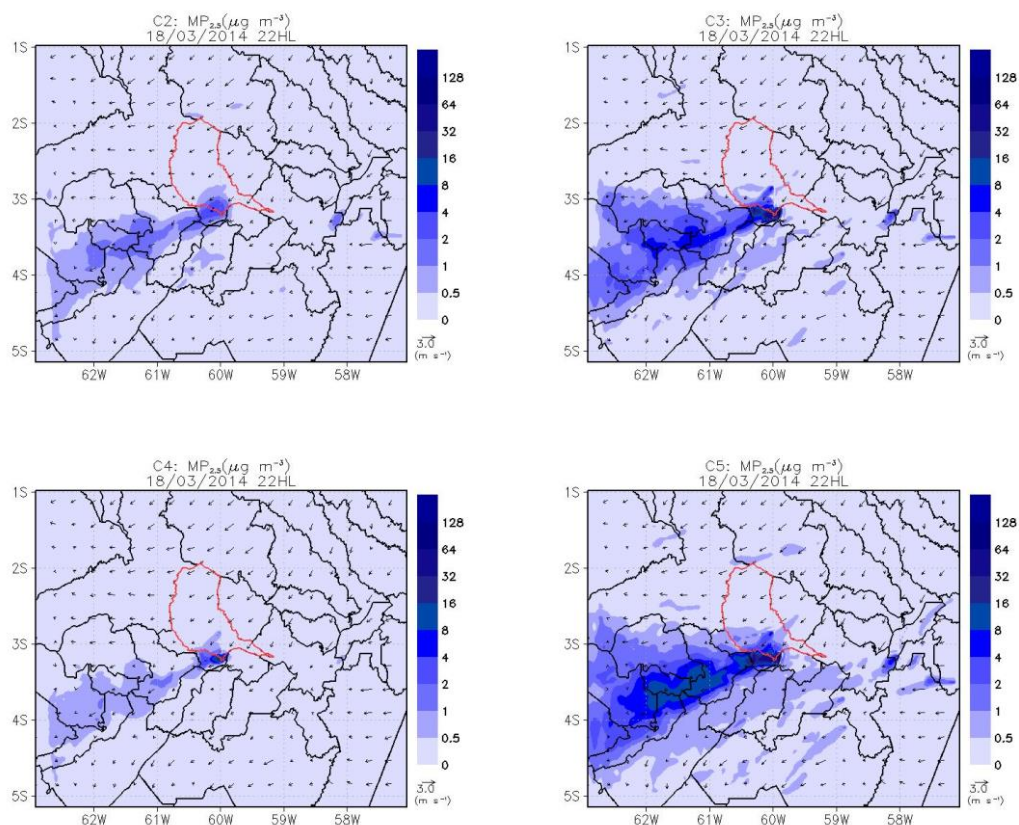 C2: MP₂.₅(μg m⁻³)
18/03/2014 22HL
1S
2S
3S
4S
5S
62W 61W 60W 59W 58W
128
64
32
16
8
4
2
1
0.5
0
3.0
(m s⁻¹)
C3: MP₂.₅(μg m⁻³)
18/03/2014 22HL
1S
2S
3S
4S
5S
62W 61W 60W 59W 58W
128
64
32
16
8
4
2
1
0.5
0
3.0
(m s⁻¹)
C4: MP₂.₅(μg m⁻³)
18/03/2014 22HL
1S
2S
3S
4S
5S
62W 61W 60W 59W 58W
128
64
32
16
8
4
2
1
0.5
0
3.0
(m s⁻¹)
C5: MP₂.₅(μg m⁻³)
18/03/2014 22HL
1S
2S
3S
4S
5S
62W 61W 60W 59W 58W
128
64
32
16
8
4
2
1
0.5
0
3.0
(m s⁻¹)